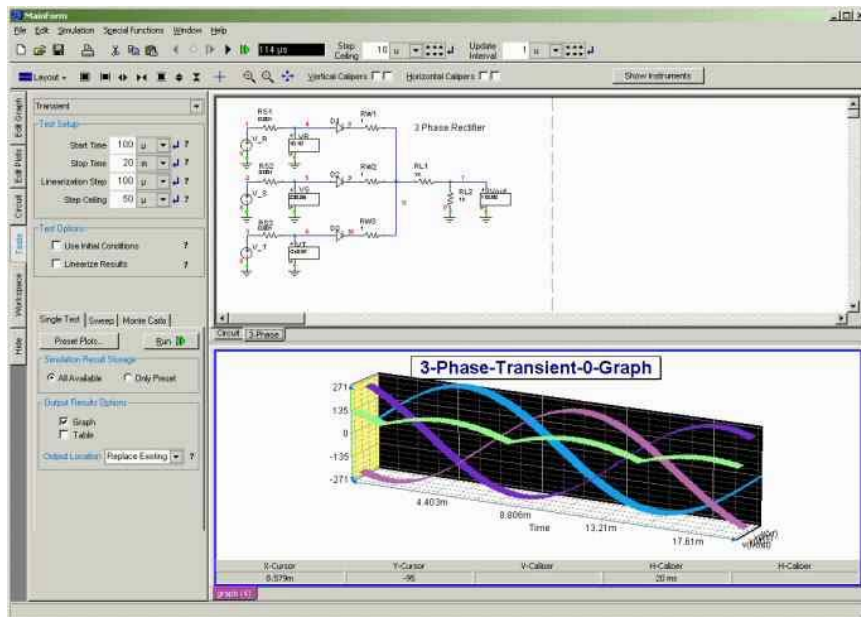 MainForm
File Edit Simulation Special Functions Window Help
114 µs
Step Ceiling
10 u
Update Interval
1 u
Layout
Vertical Calipers
Horizontal Calipers
Show Instruments
Edit Graph
Edit Plots
Circuit
Tests
Workspace
Hide
Transient
Test Setup
Start Time 100 u ?
Stop Time 20 m ?
Linearization Step 100 u ?
Step Ceiling 50 u ?
Test Options
Use Initial Conditions ?
Linearize Results ?
Single Test Sweep Monte Carlo
Preset Plots... Run
Simulation Result Storage
All Available Only Preset
Output Results Options
Graph
Table
Output Location Replace Existing ?
RS1
V_R
VR
D1
RW1
3 Phase Rectifier
RS2
V_S
VS
D2
RW2
RL1
RL2
Vout
V_T
VT
RW3
Circuit 3-Phase
3-Phase-Transient-0-Graph
271
135
0
-135
-271
4.403m
8.806m
Time
13.21m
17.61m
X-Cursor Y-Cursor V-Caliper H-Caliper H-Caliper
8.579m -95 20 ms